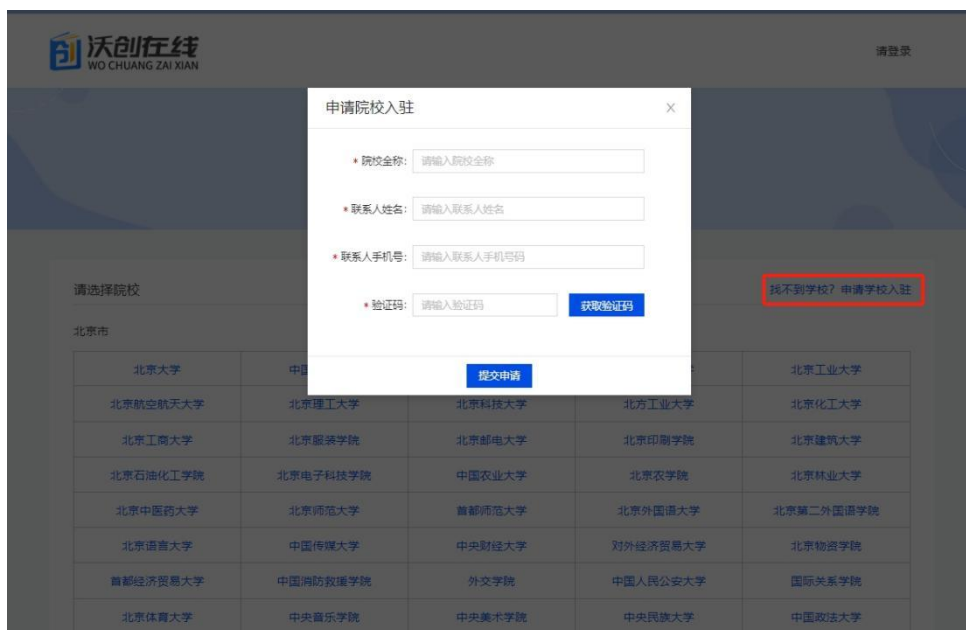 创 沃创在线
WO CHUANG ZAI XIAN
请登录
申请院校入驻
* 院校全称: 请输入院校全称
* 联系人姓名: 请输入联系人姓名
* 联系人手机号: 请输入联系人手机号码
* 验证码: 请输入验证码 获取验证码
提交申请
请选择院校
找不到学校? 申请学校入驻
北京市
北京大学 中国 北京工业大学
北京航空航天大学 北京理工大学 北京科技大学 北方工业大学 北京化工大学
北京工商大学 北京服装学院 北京邮电大学 北京印刷学院 北京建筑大学
北京石油化工学院 北京电子科技学院 中国农业大学 北京农学院 北京林业大学
北京中医药大学 北京师范大学 首都师范大学 北京外国语大学 北京第二外国语学院
北京语言大学 中国传媒大学 中央财经大学 对外经济贸易大学 北京物资学院
首都经济贸易大学 中国消防救援学院 外交学院 中国人民公安大学 国际关系学院
北京体育大学 中央音乐学院 中央美术学院 中央民族大学 中国政法大学